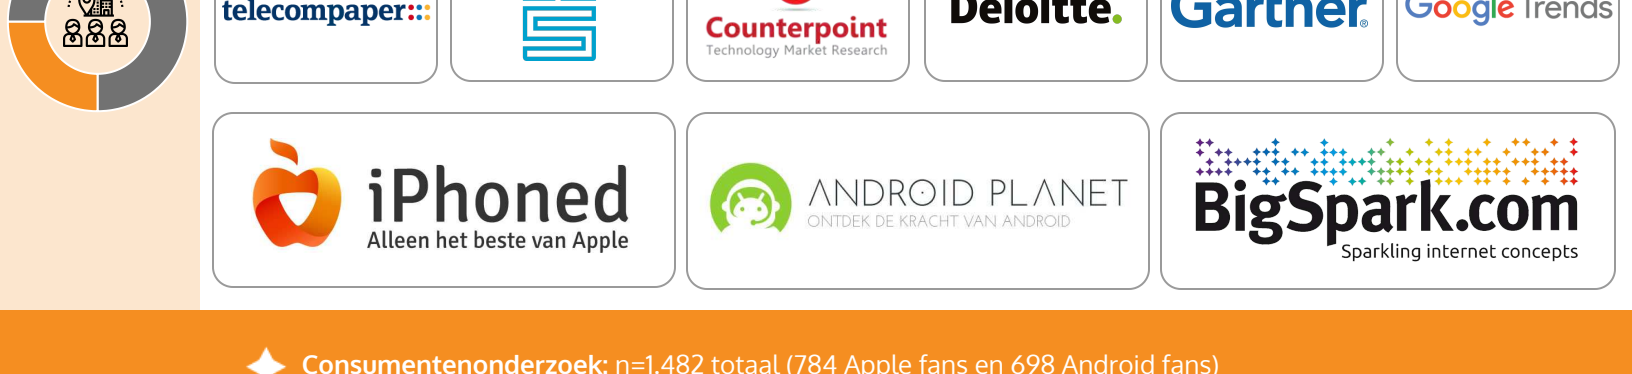 telecompaper
Counterpoint
Technology Market Research
Deloitte.
Gartner®
Google Trends
iPhoned
Alleen het beste van Apple
ANDROID PLANET
ONTDEK DE KRACHT VAN ANDROID
BigSpark.com
Sparkling internet concepts
Consumentenonderzoek: n=1.482 totaal (784 Apple fans en 698 Android fans)